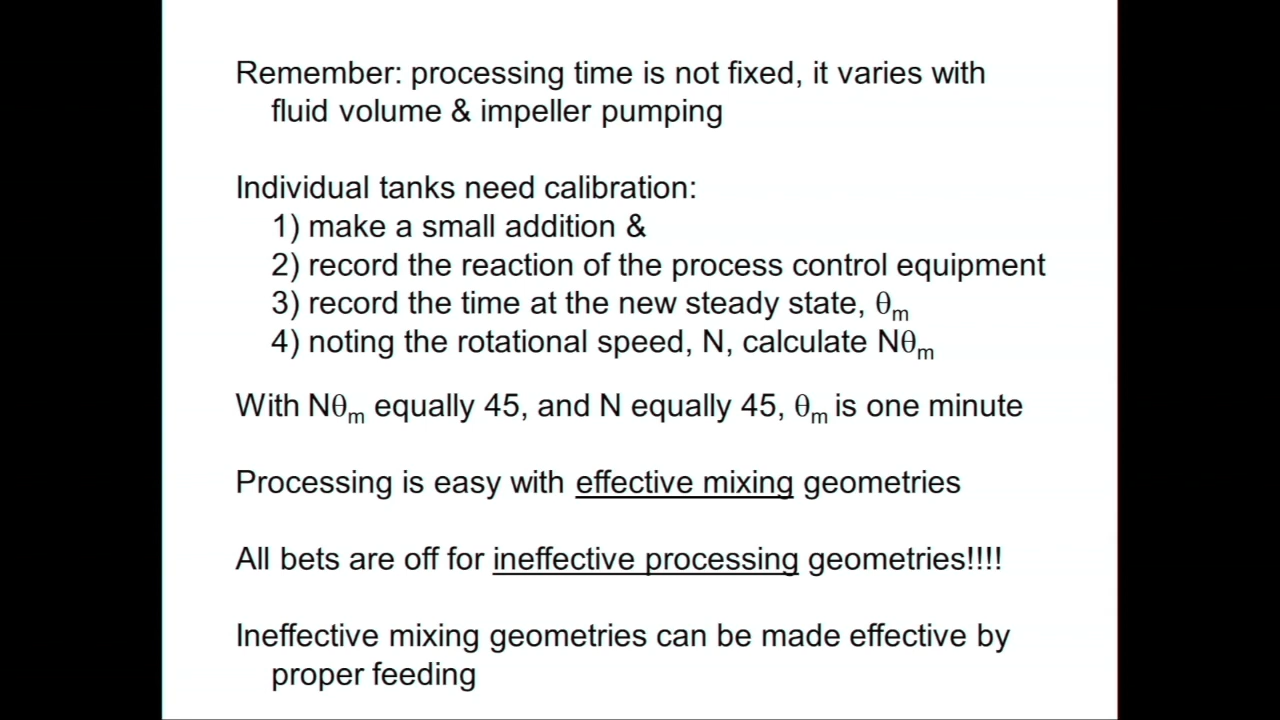 Remember: processing time is not fixed, it varies with
fluid volume & impeller pumping
Individual tanks need calibration:
1) make a small addition &
2) record the reaction of the process control equipment
3) record the time at the new steady state, θm
4) noting the rotational speed, N, calculate Nθm
With Nθm equally 45, and N equally 45, θm is one minute
Processing is easy with effective mixing geometries
All bets are off for ineffective processing geometries!!!!
Ineffective mixing geometries can be made effective by
proper feeding